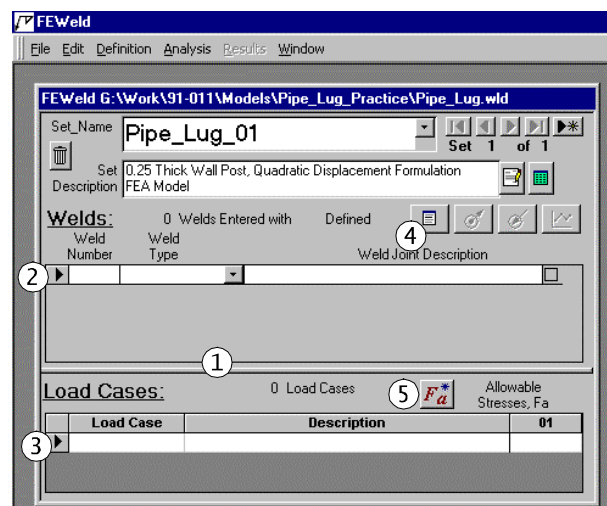 FEWeld
File Edit Definition Analysis Results Window
FEWeld G:\Work\91-011\Models\Pipe_Lug_Practice\Pipe_Lug.wld
Set_Name Pipe_Lug_01
Set 1 of 1
Set Description 0.25 Thick Wall Post, Quadratic Displacement Formulation
FEA Model
Welds: 0 Welds Entered with Defined
4
Weld Number Weld Type Weld Joint Description
2
1
Load Cases: 0 Load Cases 5 Fa* Allowable Stresses, Fa
Load Case Description 01
3